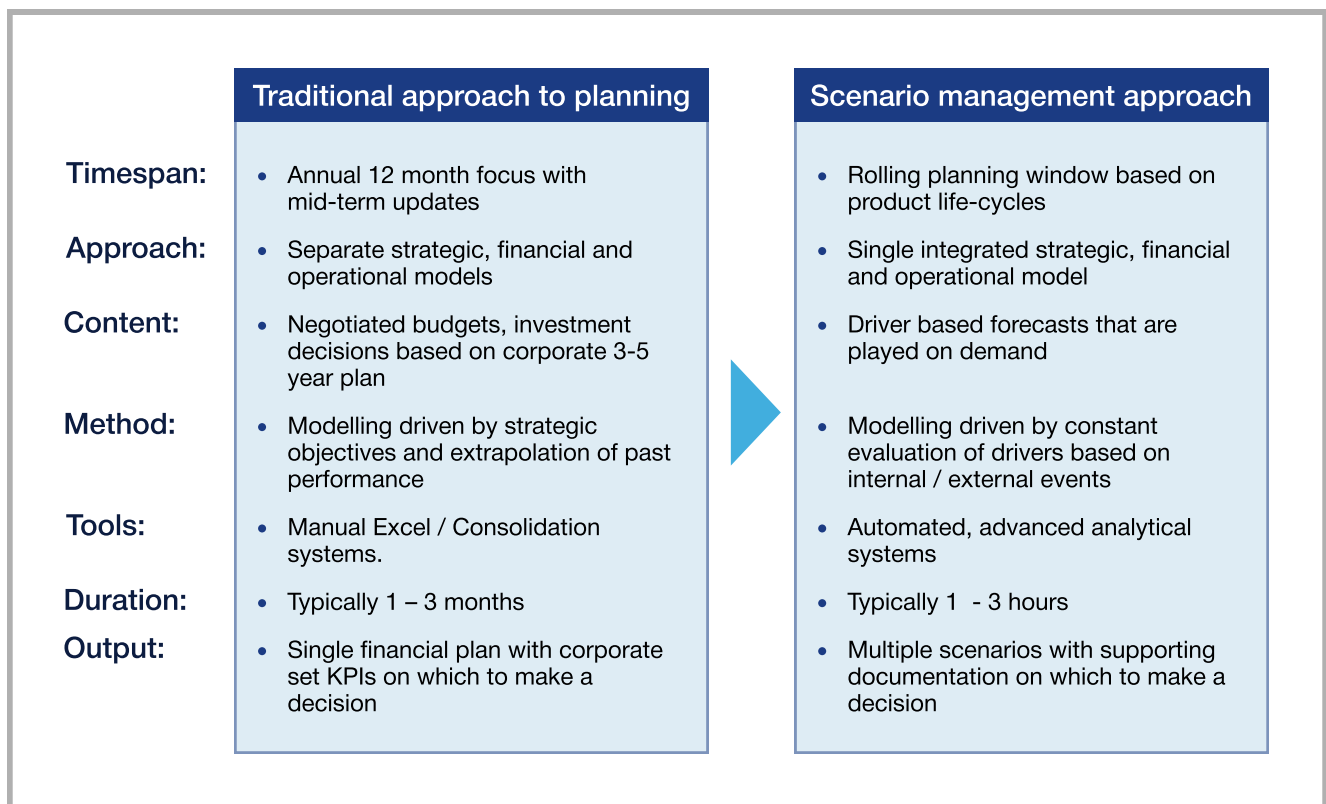 Traditional approach to planning
Scenario management approach
Timespan:
• Annual 12 month focus with
mid-term updates
• Rolling planning window based on
product life-cycles
Approach:
• Separate strategic, financial and
operational models
• Single integrated strategic, financial
and operational model
Content:
• Negotiated budgets, investment
decisions based on corporate 3-5
year plan
• Driver based forecasts that are
played on demand
Method:
• Modelling driven by strategic
objectives and extrapolation of past
performance
• Modelling driven by constant
evaluation of drivers based on
internal / external events
Tools:
• Manual Excel / Consolidation
systems.
• Automated, advanced analytical
systems
Duration:
• Typically 1 – 3 months
• Typically 1  - 3 hours
Output:
• Single financial plan with corporate
set KPIs on which to make a
decision
• Multiple scenarios with supporting
documentation on which to make a
decision